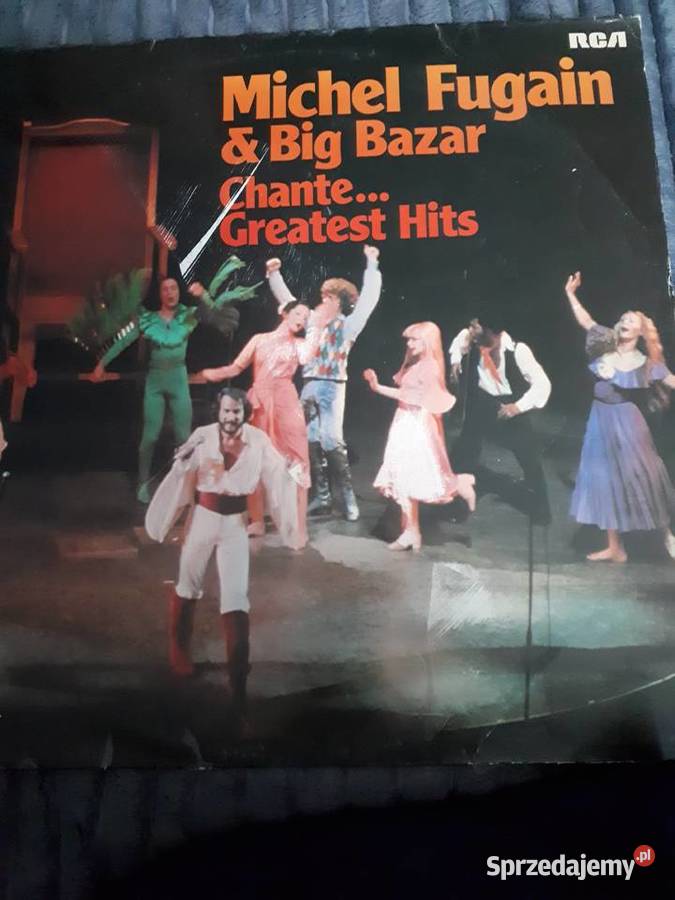 RCA
Michel Fugain
& Big Bazar
Chante...
Greatest Hits
Sprzedajemy.pl